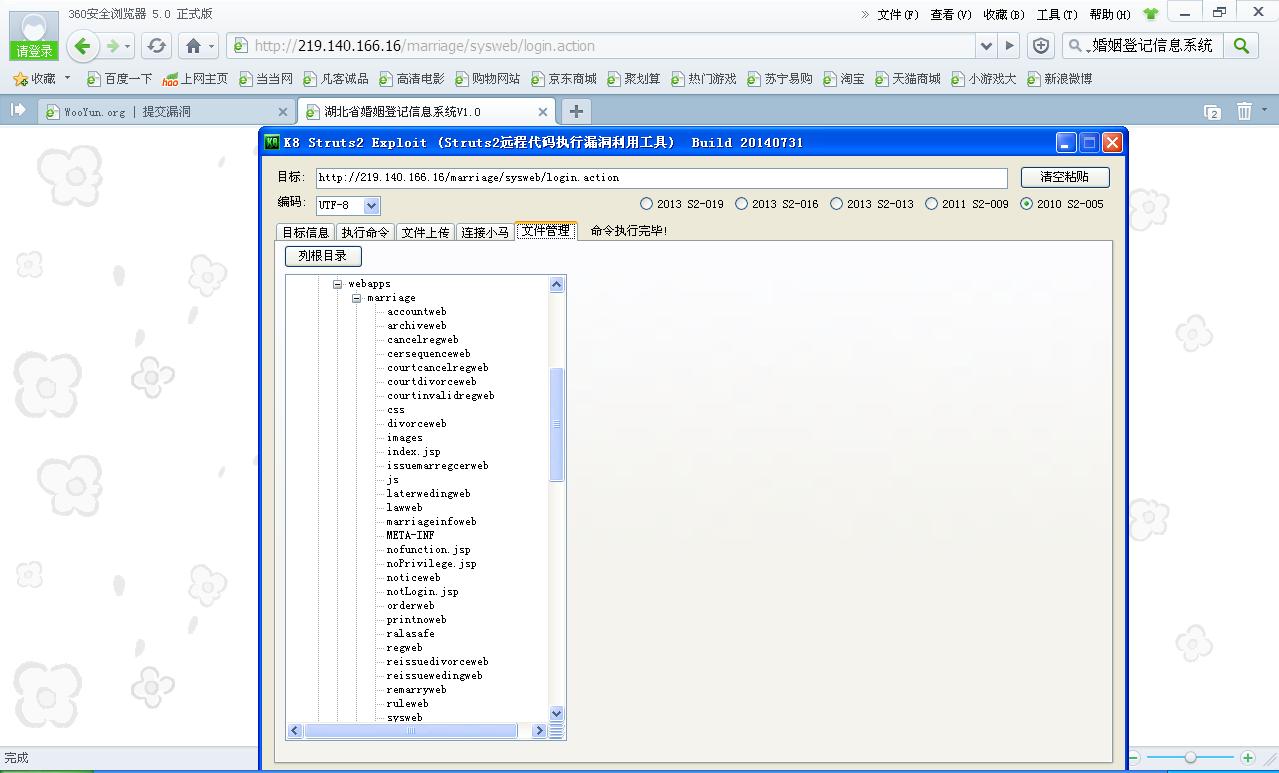 360安全浏览器 5.0 正式版
» 文件(F) 查看(V) 收藏(B) 工具(T) 帮助(H)
请登录
http://219.140.166.16/marriage/sysweb/login.action
婚姻登记信息系统
收藏 百度一下 hao 上网主页 当当网 凡客诚品 高清电影 购物网站 京东商城 聚划算 热门游戏 苏宁易购 淘宝 天猫商城 小游戏大 新浪微博
WooYun.org | 提交漏洞
湖北省婚姻登记信息系统V1.0
2
K8 Struts2 Exploit (Struts2远程代码执行漏洞利用工具) Build 20140731
目标: http://219.140.166.16/marriage/sysweb/login.action 清空粘贴
编码: UTF-8 2013 S2-019 2013 S2-016 2013 S2-013 2011 S2-009 2010 S2-005
目标信息 执行命令 文件上传 连接小马 文件管理 命令执行完毕!
列根目录
webapps
marriage
accountweb
archiveweb
cancelregweb
cersequenceweb
courtcancelregweb
courtdivorceweb
courtinvalidregweb
css
divorceweb
images
index.jsp
issuemarregcerweb
js
laterwedingweb
lawweb
marriageinfoweb
META-INF
nofunction.jsp
noPrivilege.jsp
noticeweb
notLogin.jsp
orderweb
printnoweb
ralasafe
regweb
reissuedivorceweb
reissuewedingweb
remarryweb
ruleweb
sysweb
完成